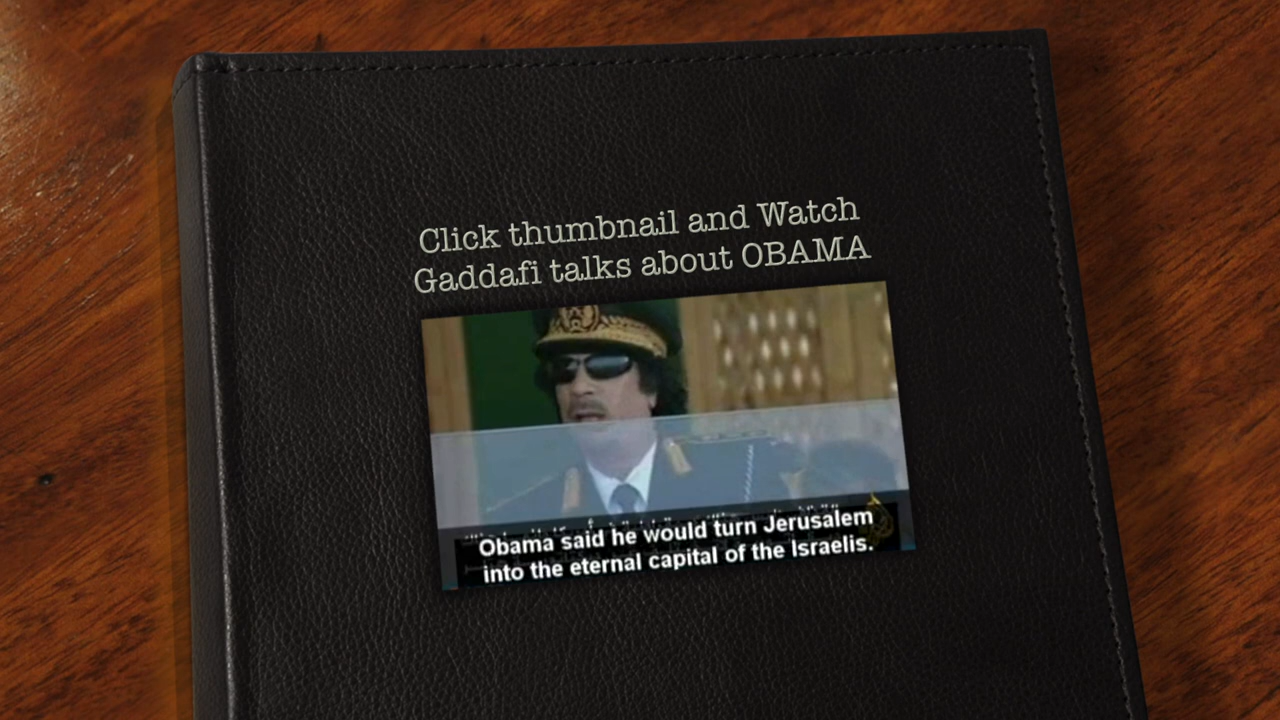 Click thumbnail and Watch
Gaddafi talks about OBAMA
Obama said he would turn Jerusalem
into the eternal capital of the Israelis.